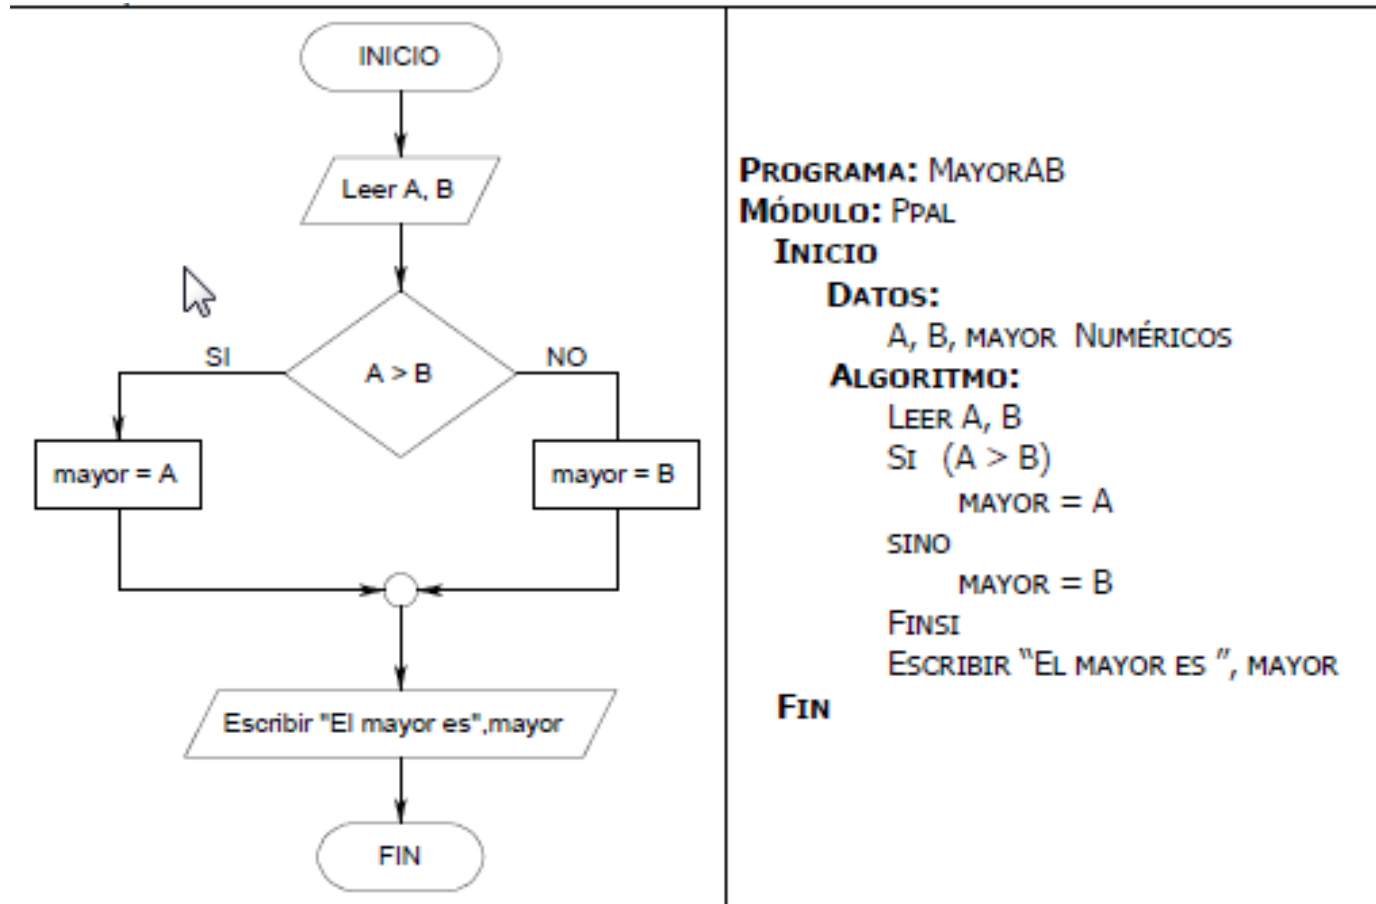 INICIO
Leer A, B
SI
NO
A > B
mayor = A
mayor = B
Escribir "El mayor es",mayor
FIN
PROGRAMA: MAYORAB
MÓDULO: PPAL
INICIO
DATOS:
A, B, MAYOR NUMÉRICOS
ALGORITMO:
LEER A, B
SI (A > B)
MAYOR = A
SINO
MAYOR = B
FINSI
ESCRIBIR “EL MAYOR ES ”, MAYOR
FIN